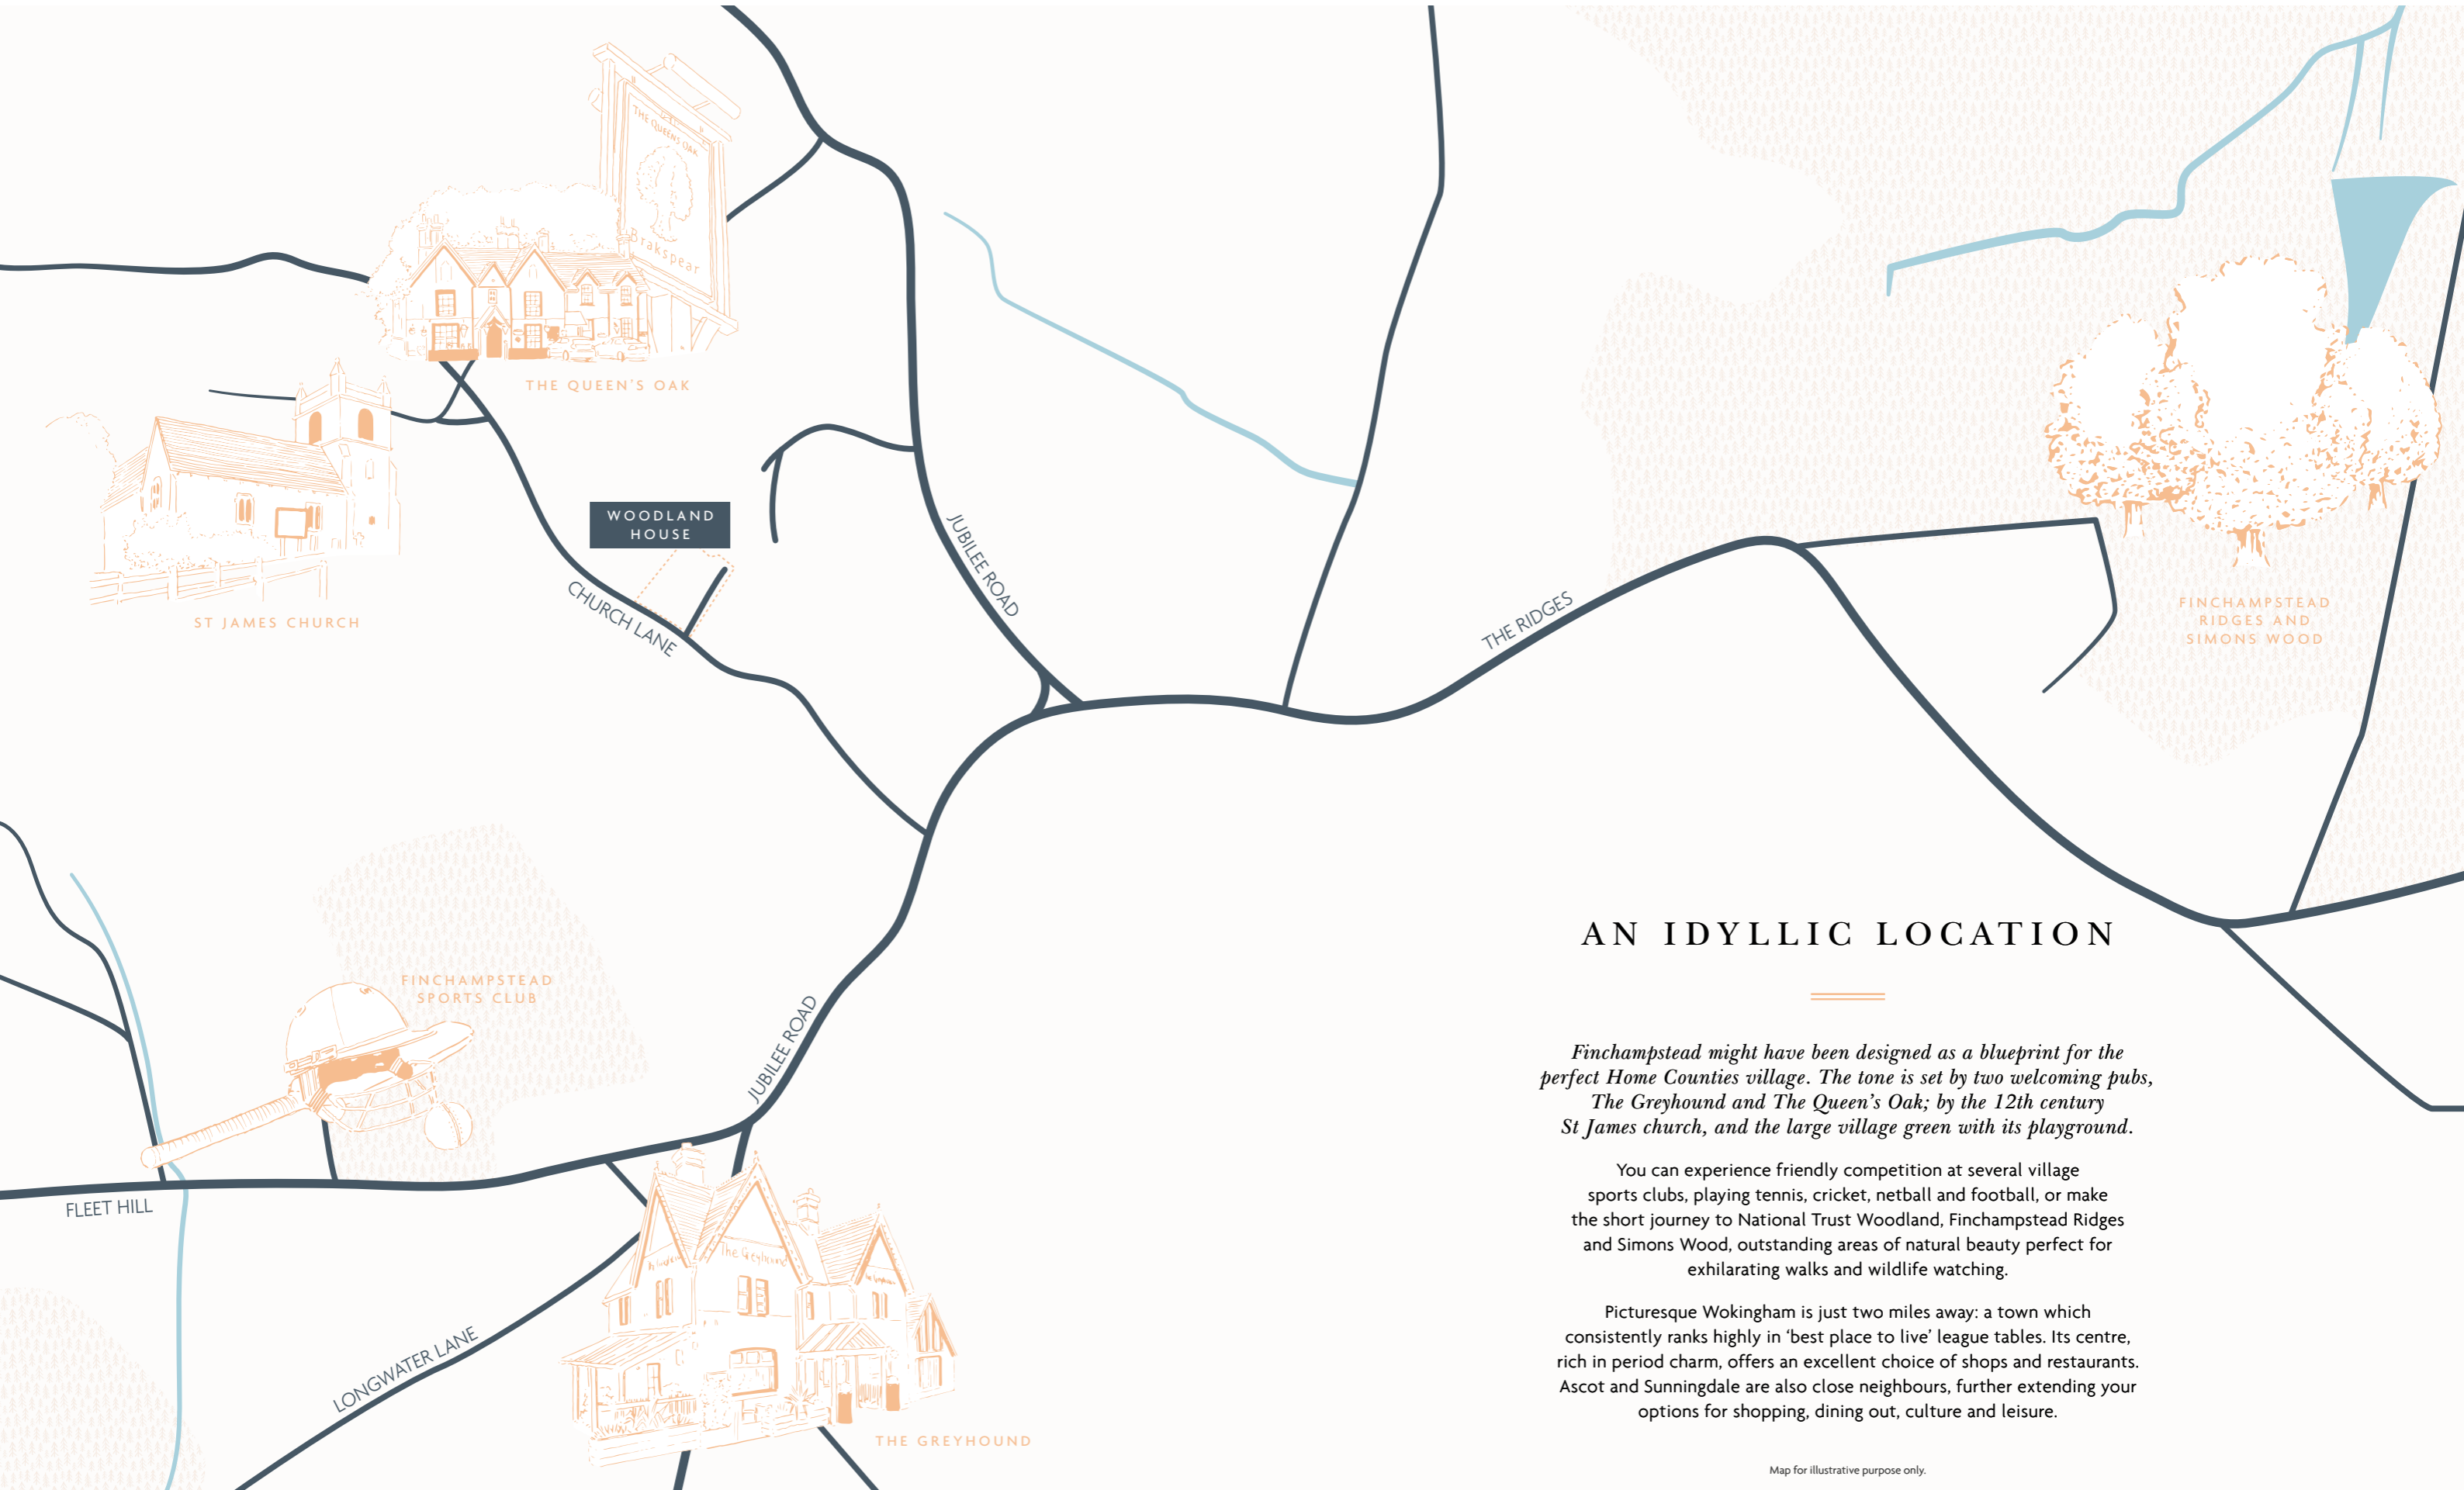 THE QUEENS OAK
Brakspear
THE QUEEN'S OAK
ST JAMES CHURCH
WOODLAND
HOUSE
CHURCH LANE
JUBILEE ROAD
THE RIDGES
FINCHAMPSTEAD
RIDGES AND
SIMONS WOOD
FINCHAMPSTEAD
SPORTS CLUB
JUBILEE ROAD
FLEET HILL
LONGWATER LANE
The Greyhound
THE GREYHOUND
AN IDYLLIC LOCATION
Finchampstead might have been designed as a blueprint for the
perfect Home Counties village. The tone is set by two welcoming pubs,
The Greyhound and The Queen's Oak; by the 12th century
St James church, and the large village green with its playground.
You can experience friendly competition at several village
sports clubs, playing tennis, cricket, netball and football, or make
the short journey to National Trust Woodland, Finchampstead Ridges
and Simons Wood, outstanding areas of natural beauty perfect for
exhilarating walks and wildlife watching.
Picturesque Wokingham is just two miles away: a town which
consistently ranks highly in 'best place to live' league tables. Its centre,
rich in period charm, offers an excellent choice of shops and restaurants.
Ascot and Sunningdale are also close neighbours, further extending your
options for shopping, dining out, culture and leisure.
Map for illustrative purpose only.